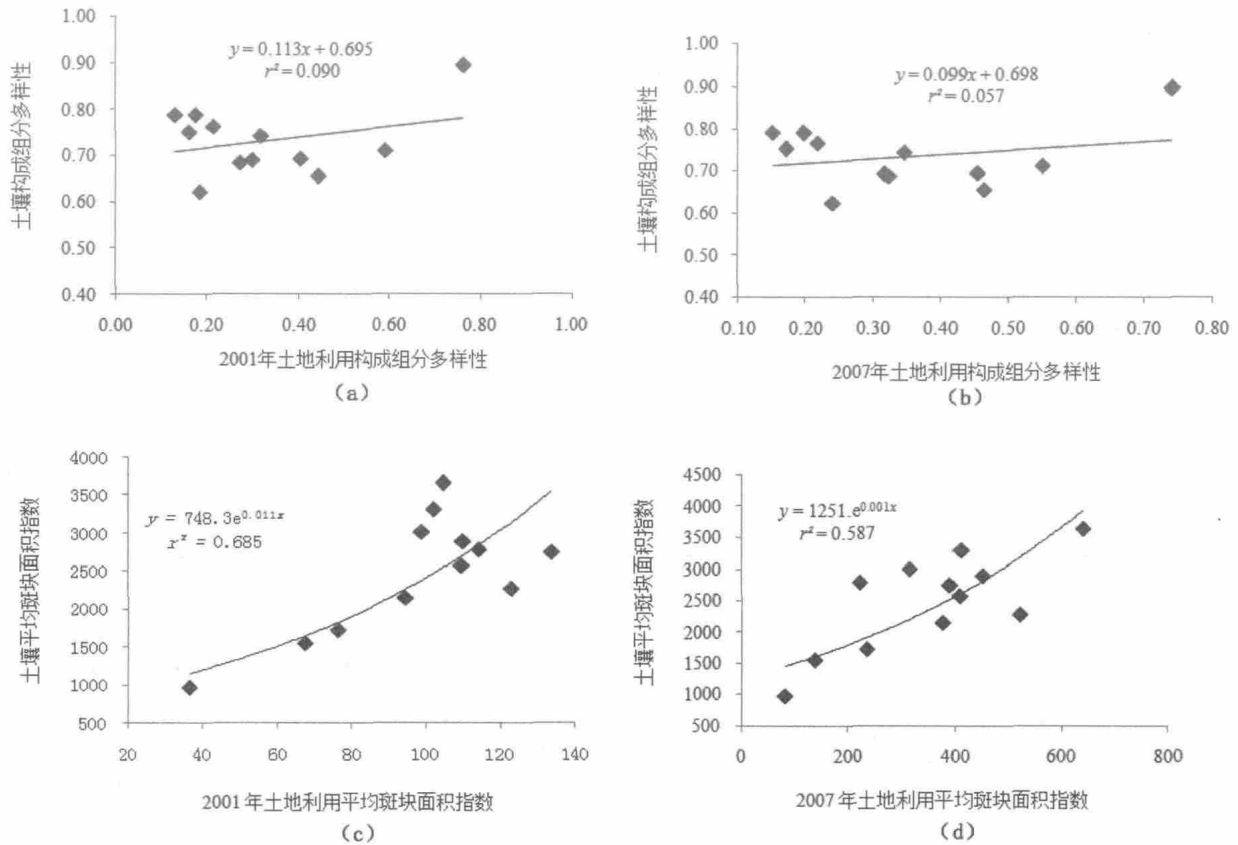 土壤构成组分多样性
1.00
0.90
0.80
0.70
0.60
0.50
0.40
y = 0.113x + 0.695
r² = 0.090
0.00 0.20 0.40 0.60 0.80 1.00
2001年土地利用构成组分多样性
(a)
土壤构成组分多样性
1.00
0.90
0.80
0.70
0.60
0.50
0.40
y = 0.099x + 0.698
r² = 0.057
0.10 0.20 0.30 0.40 0.50 0.60 0.70 0.80
2007年土地利用构成组分多样性
(b)
土壤平均斑块面积指数
4000
3500
3000
2500
2000
1500
1000
500
y = 748.3e^0.011x
x² = 0.685
20 40 60 80 100 120 140
2001年土地利用平均斑块面积指数
(c)
土壤平均斑块面积指数
4500
4000
3500
3000
2500
2000
1500
1000
500
y = 1251.e^0.001x
r² = 0.587
0 200 400 600 800
2007年土地利用平均斑块面积指数
(d)